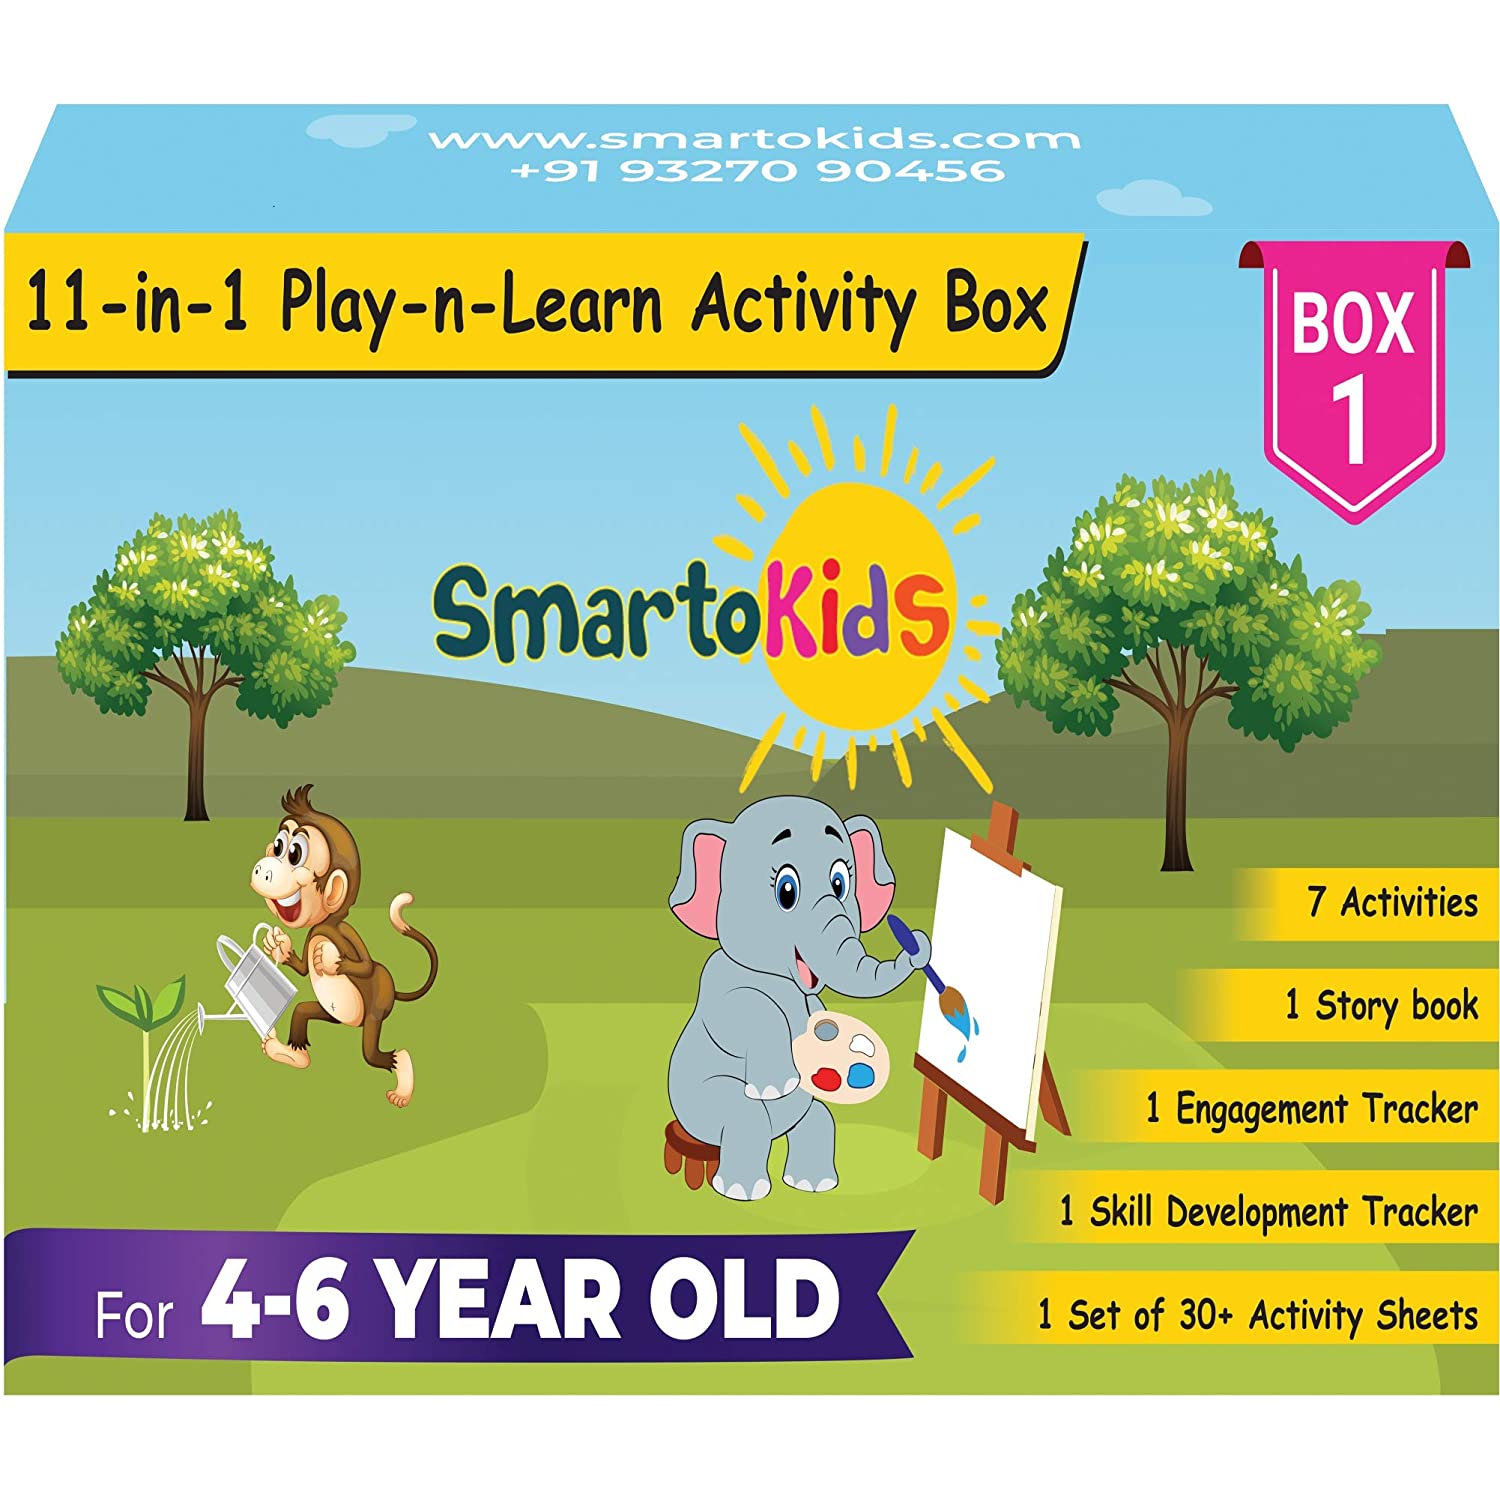 www.smartokids.com
+91 93270 90456
11-in-1 Play-n-Learn Activity Box
BOX
1
SmartoKids
7 Activities
1 Story book
1 Engagement Tracker
1 Skill Development Tracker
1 Set of 30+ Activity Sheets
For 4-6 YEAR OLD